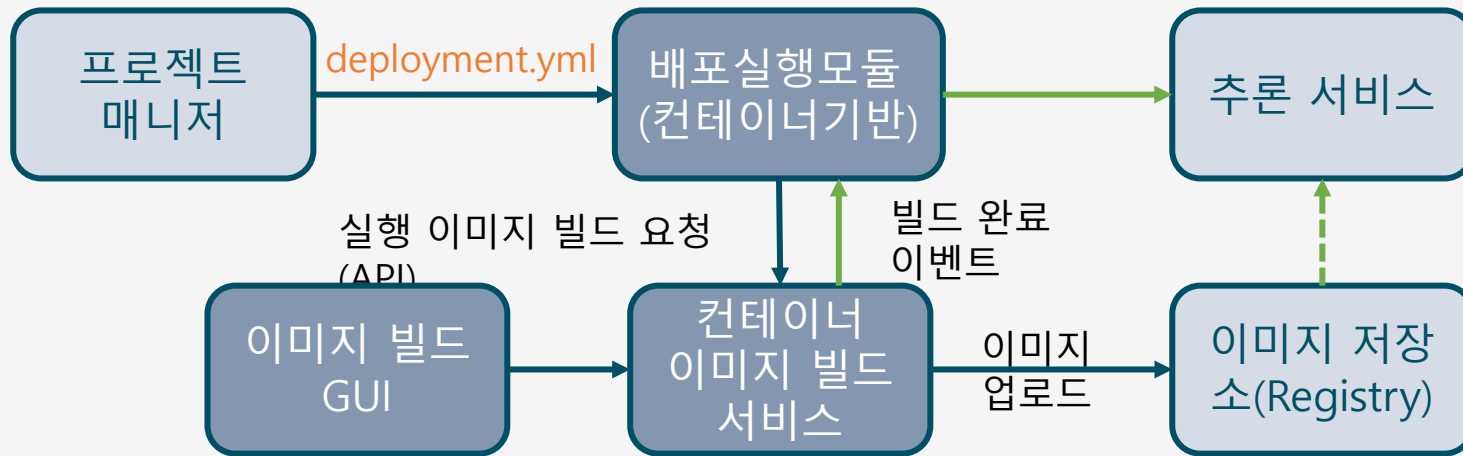 프로젝트
매니저
deployment.yml
배포실행모듈
(컨테이너기반)
추론 서비스
실행 이미지 빌드 요청
(API)
빌드 완료
이벤트
이미지 빌드
GUI
컨테이너
이미지 빌드
서비스
이미지
업로드
이미지 저장
소(Registry)